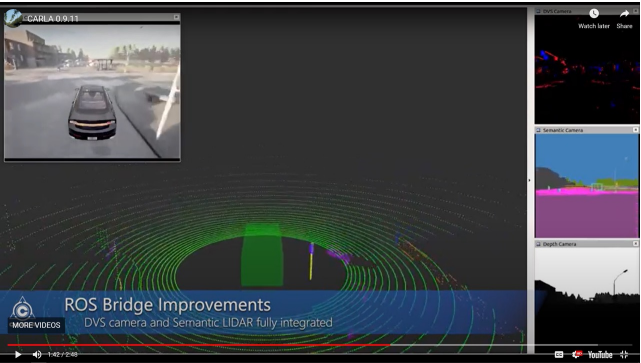 CARLA 0.9.11
DVS Camera
Watch later
Share
Semantic Camera
Depth Camera
ROS Bridge Improvements
DVS camera and Semantic LIDAR fully integrated
MORE VIDEOS
1:42 / 2:48
CC
YouTube